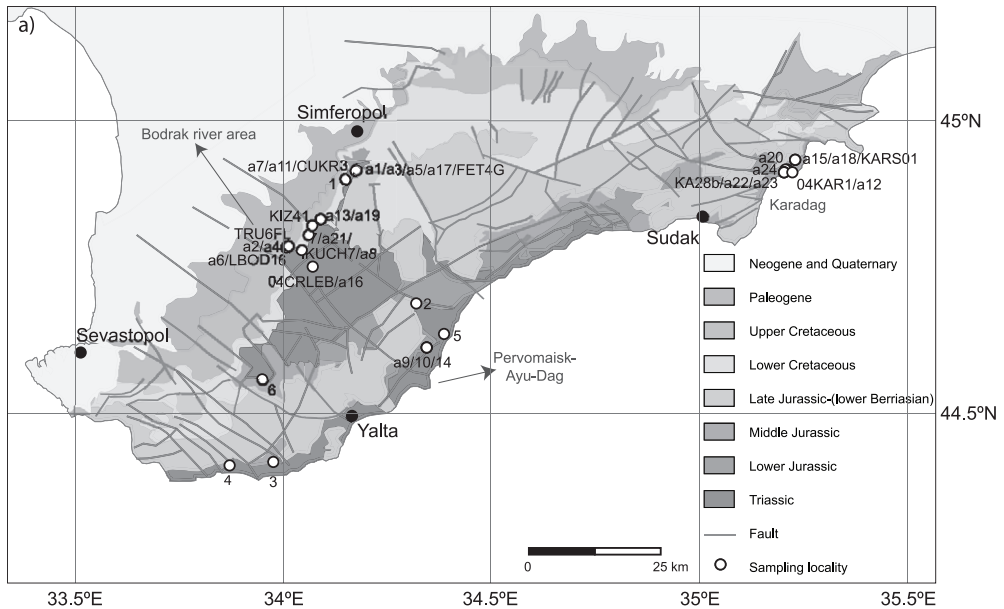 a)
Simferopol
45ºN
Bodrak river area
a7/a11/CUKR3
a1/a3/a5/a17/FET4G
1
a20
a15/a18/KARS01
a24
KA28b/a22/a23
04KAR1/a12
Karadag
KIZ41
a13/a19
TRU6FL
7/a21/
a2/a4
KUCH7/a8
a6/LBOD16
04CRLEB/a16
Sudak
2
Sevastopol
5
a9/10/14
Pervomaisk-
Ayu-Dag
6
44.5ºN
Yalta
4
3
Neogene and Quaternary
Paleogene
Upper Cretaceous
Lower Cretaceous
Late Jurassic-(lower Berriasian)
Middle Jurassic
Lower Jurassic
Triassic
Fault
Sampling locality
0
25 km
33.5ºE
34ºE
34.5ºE
35ºE
35.5ºE